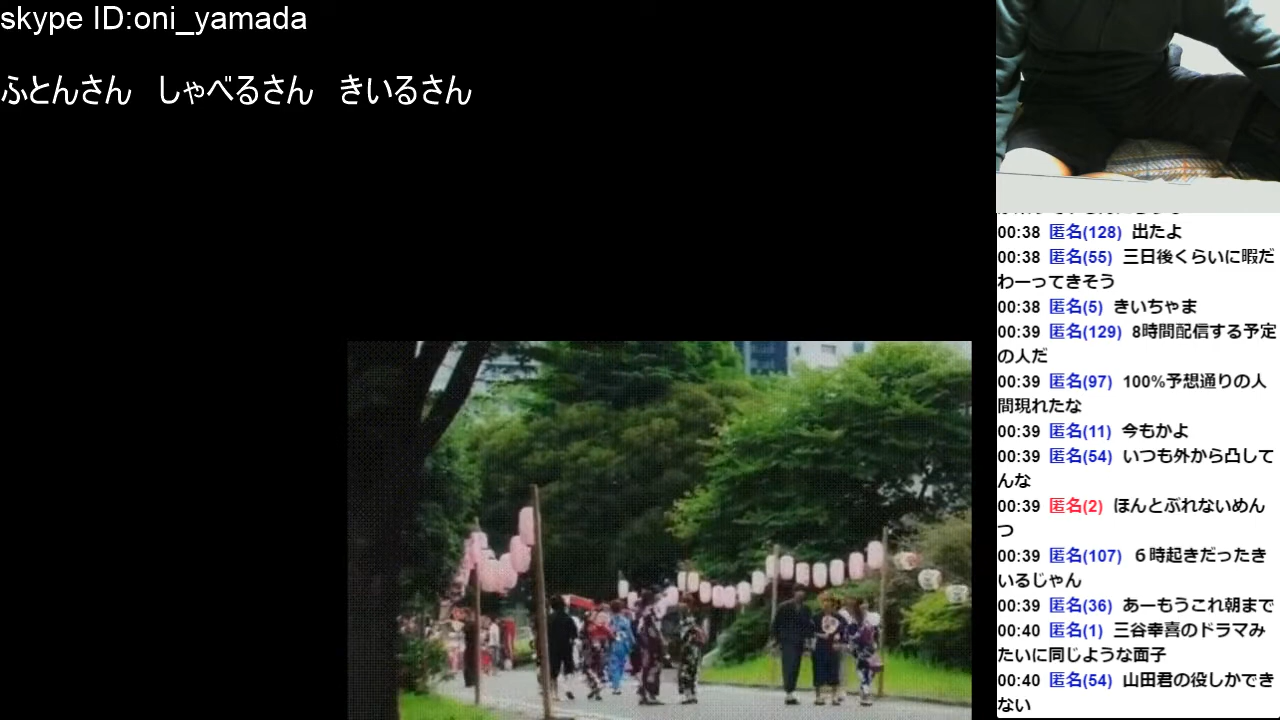 skype ID:oni_yamada
ふとんさん　しゃべるさん　きいるさん
00:38 匿名(128) 出たよ
00:38 匿名(55) 三日後くらいに暇だ
わーってきそう
00:38 匿名(5) きいちゃま
00:39 匿名(129) 8時間配信する予定
の人だ
00:39 匿名(97) 100%予想通りの人
間現れたな
00:39 匿名(11) 今もかよ
00:39 匿名(54) いつも外から凸して
んな
00:39 匿名(2) ほんとぶれないめん
つ
00:39 匿名(107) ６時起きだったき
いるじゃん
00:39 匿名(36) あーもうこれ朝まで
00:40 匿名(1) 三谷幸喜のドラマみ
たいに同じような面子
00:40 匿名(54) 山田君の役しかでき
ない